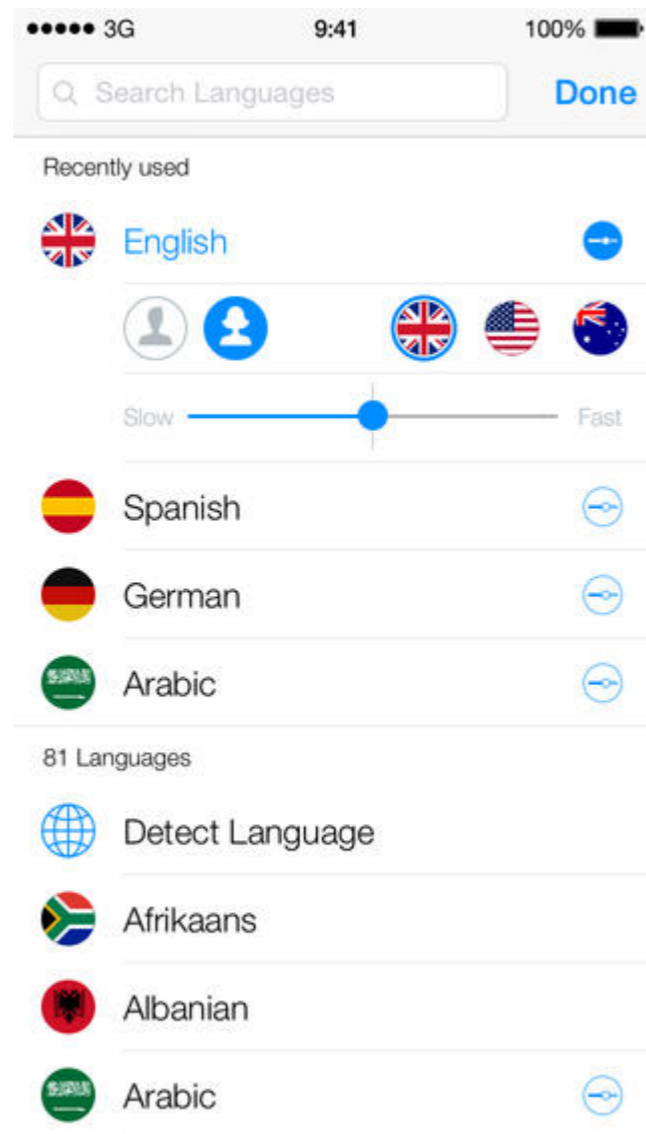 3G 9:41 100%
Search Languages Done
Recently used
English
Slow Fast
Spanish
German
Arabic
81 Languages
Detect Language
Afrikaans
Albanian
Arabic